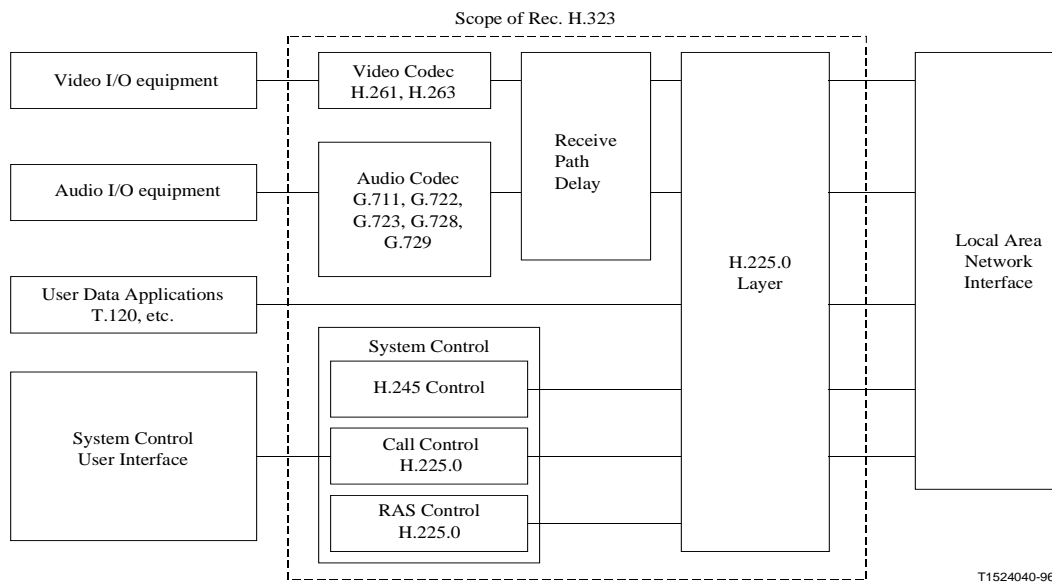 Scope of Rec. H.323
Video I/O equipment
Video Codec
H.261, H.263
Receive
Path
Delay
Audio I/O equipment
Audio Codec
G.711, G.722,
G.723, G.728,
G.729
H.225.0
Layer
Local Area
Network
Interface
User Data Applications
T.120, etc.
System Control
H.245 Control
System Control
User Interface
Call Control
H.225.0
RAS Control
H.225.0
T1524040-96